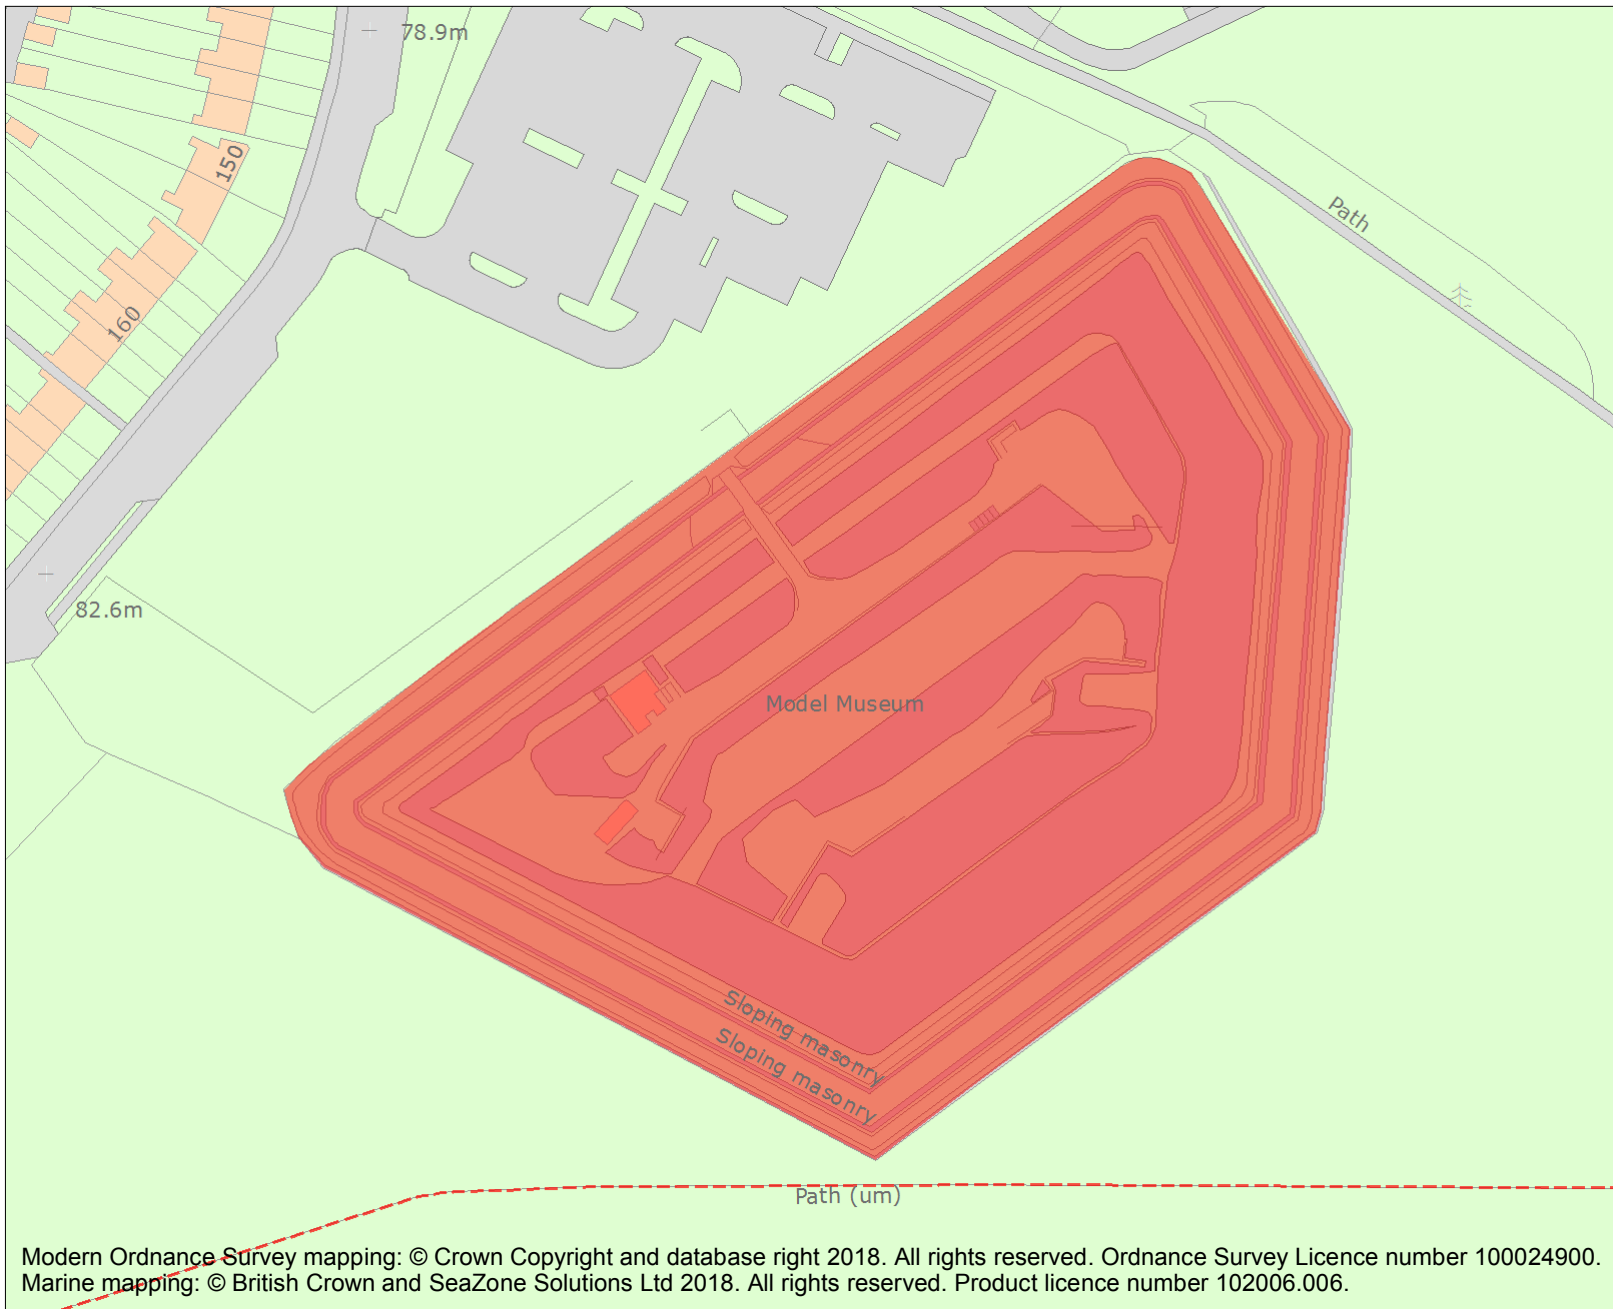 78.9m
150
Path
160
82.6m
Model Museum
Sloping masonry
Sloping masonry
Path (um)
Modern Ordnance Survey mapping: © Crown Copyright and database right 2018. All rights reserved. Ordnance Survey Licence number 100024900.
Marine mapping: © British Crown and SeaZone Solutions Ltd 2018. All rights reserved. Product licence number 102006.006.